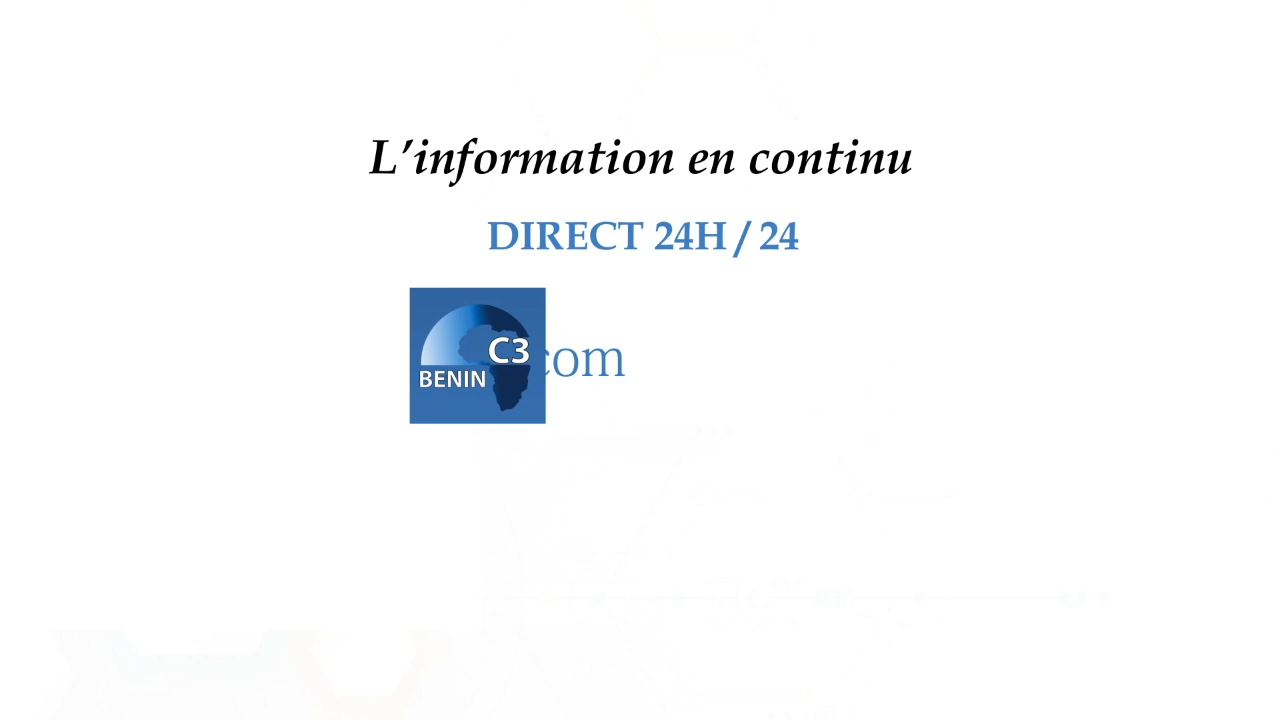 L’information en continu
DIRECT 24H / 24
C3
BENIN
com